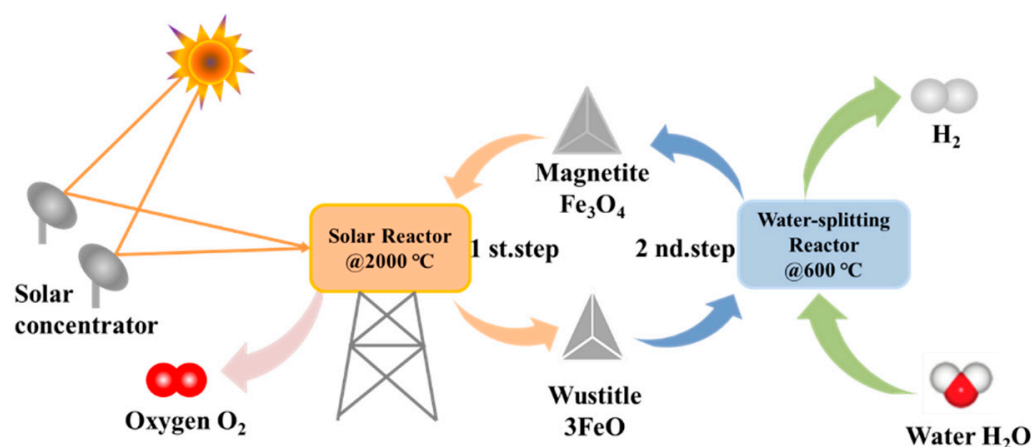 H₂
Magnetite
Fe₃O₄
Solar Reactor
@2000 ℃
1 st.step
2 nd.step
Water-splitting
Reactor
@600 ℃
Solar
concentrator
Oxygen O₂
Wustitle
3FeO
Water H₂O